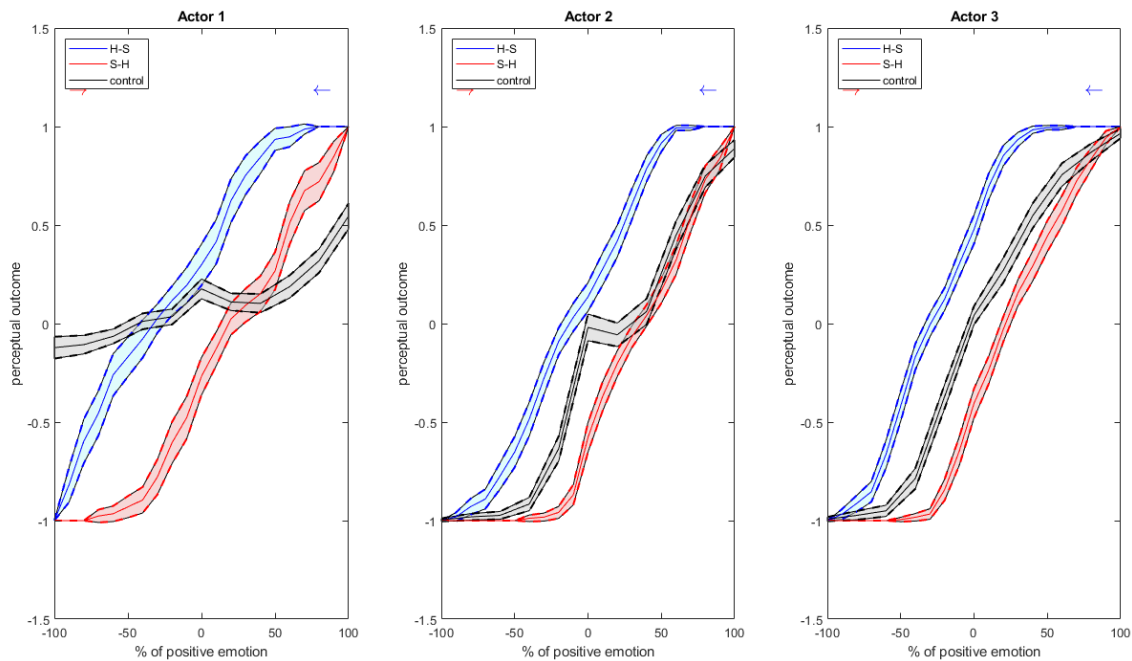 Actor 1
1.5
1
0.5
0
-0.5
-1
-1.5
perceptual outcome
H-S
S-H
control
→
←
-100
-50
0
50
100
% of positive emotion
Actor 2
1.5
1
0.5
0
-0.5
-1
-1.5
perceptual outcome
H-S
S-H
control
→
←
-100
-50
0
50
100
% of positive emotion
Actor 3
1.5
1
0.5
0
-0.5
-1
-1.5
perceptual outcome
H-S
S-H
control
→
←
-100
-50
0
50
100
% of positive emotion